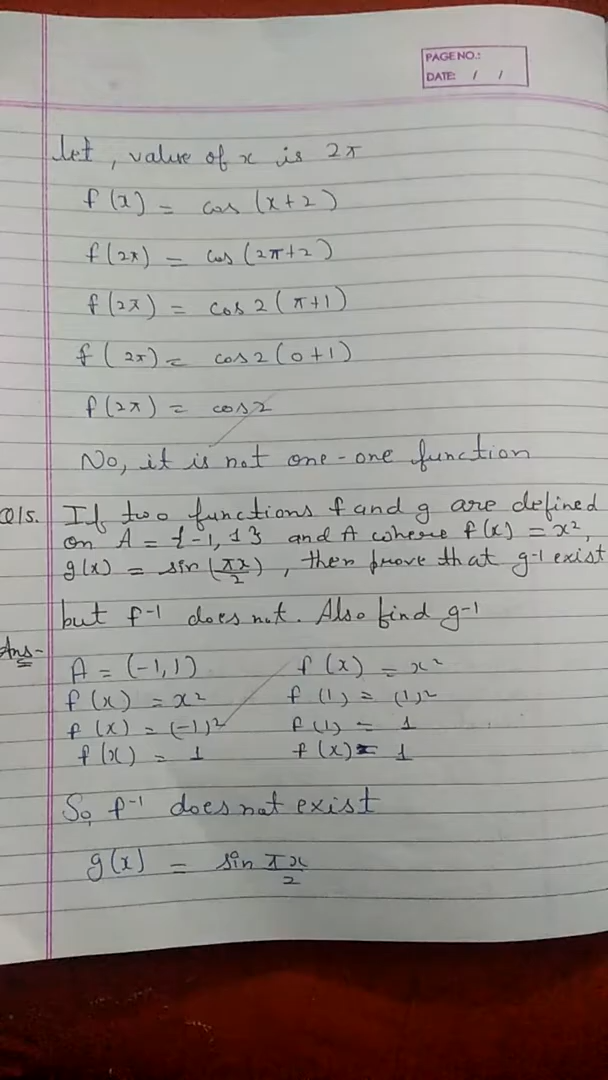 PAGE NO.:
DATE: / /
Let, value of x is 2π
f(x) = cos (x+2)
f(2π) = cos (2π+2)
f(2π) = cos 2(π+1)
f(2π) = cos 2(0+1)
f(2π) = cos 2
No, it is not one-one function
Q15. If two functions f and g are defined
on A = {-1, 1} and A where f(x) = x²,
g(x) = sin (πx/2), then prove that g-1 exist
but f-1 does not. Also find g-1
Ans-
A = (-1,1) f(x) = x²
f(x) = x² f(1) = (1)²
f(x) = (-1)² f(1) = 1
f(x) = 1 f(x) = 1
So, f-1 does not exist
g(x) = sin πx/2